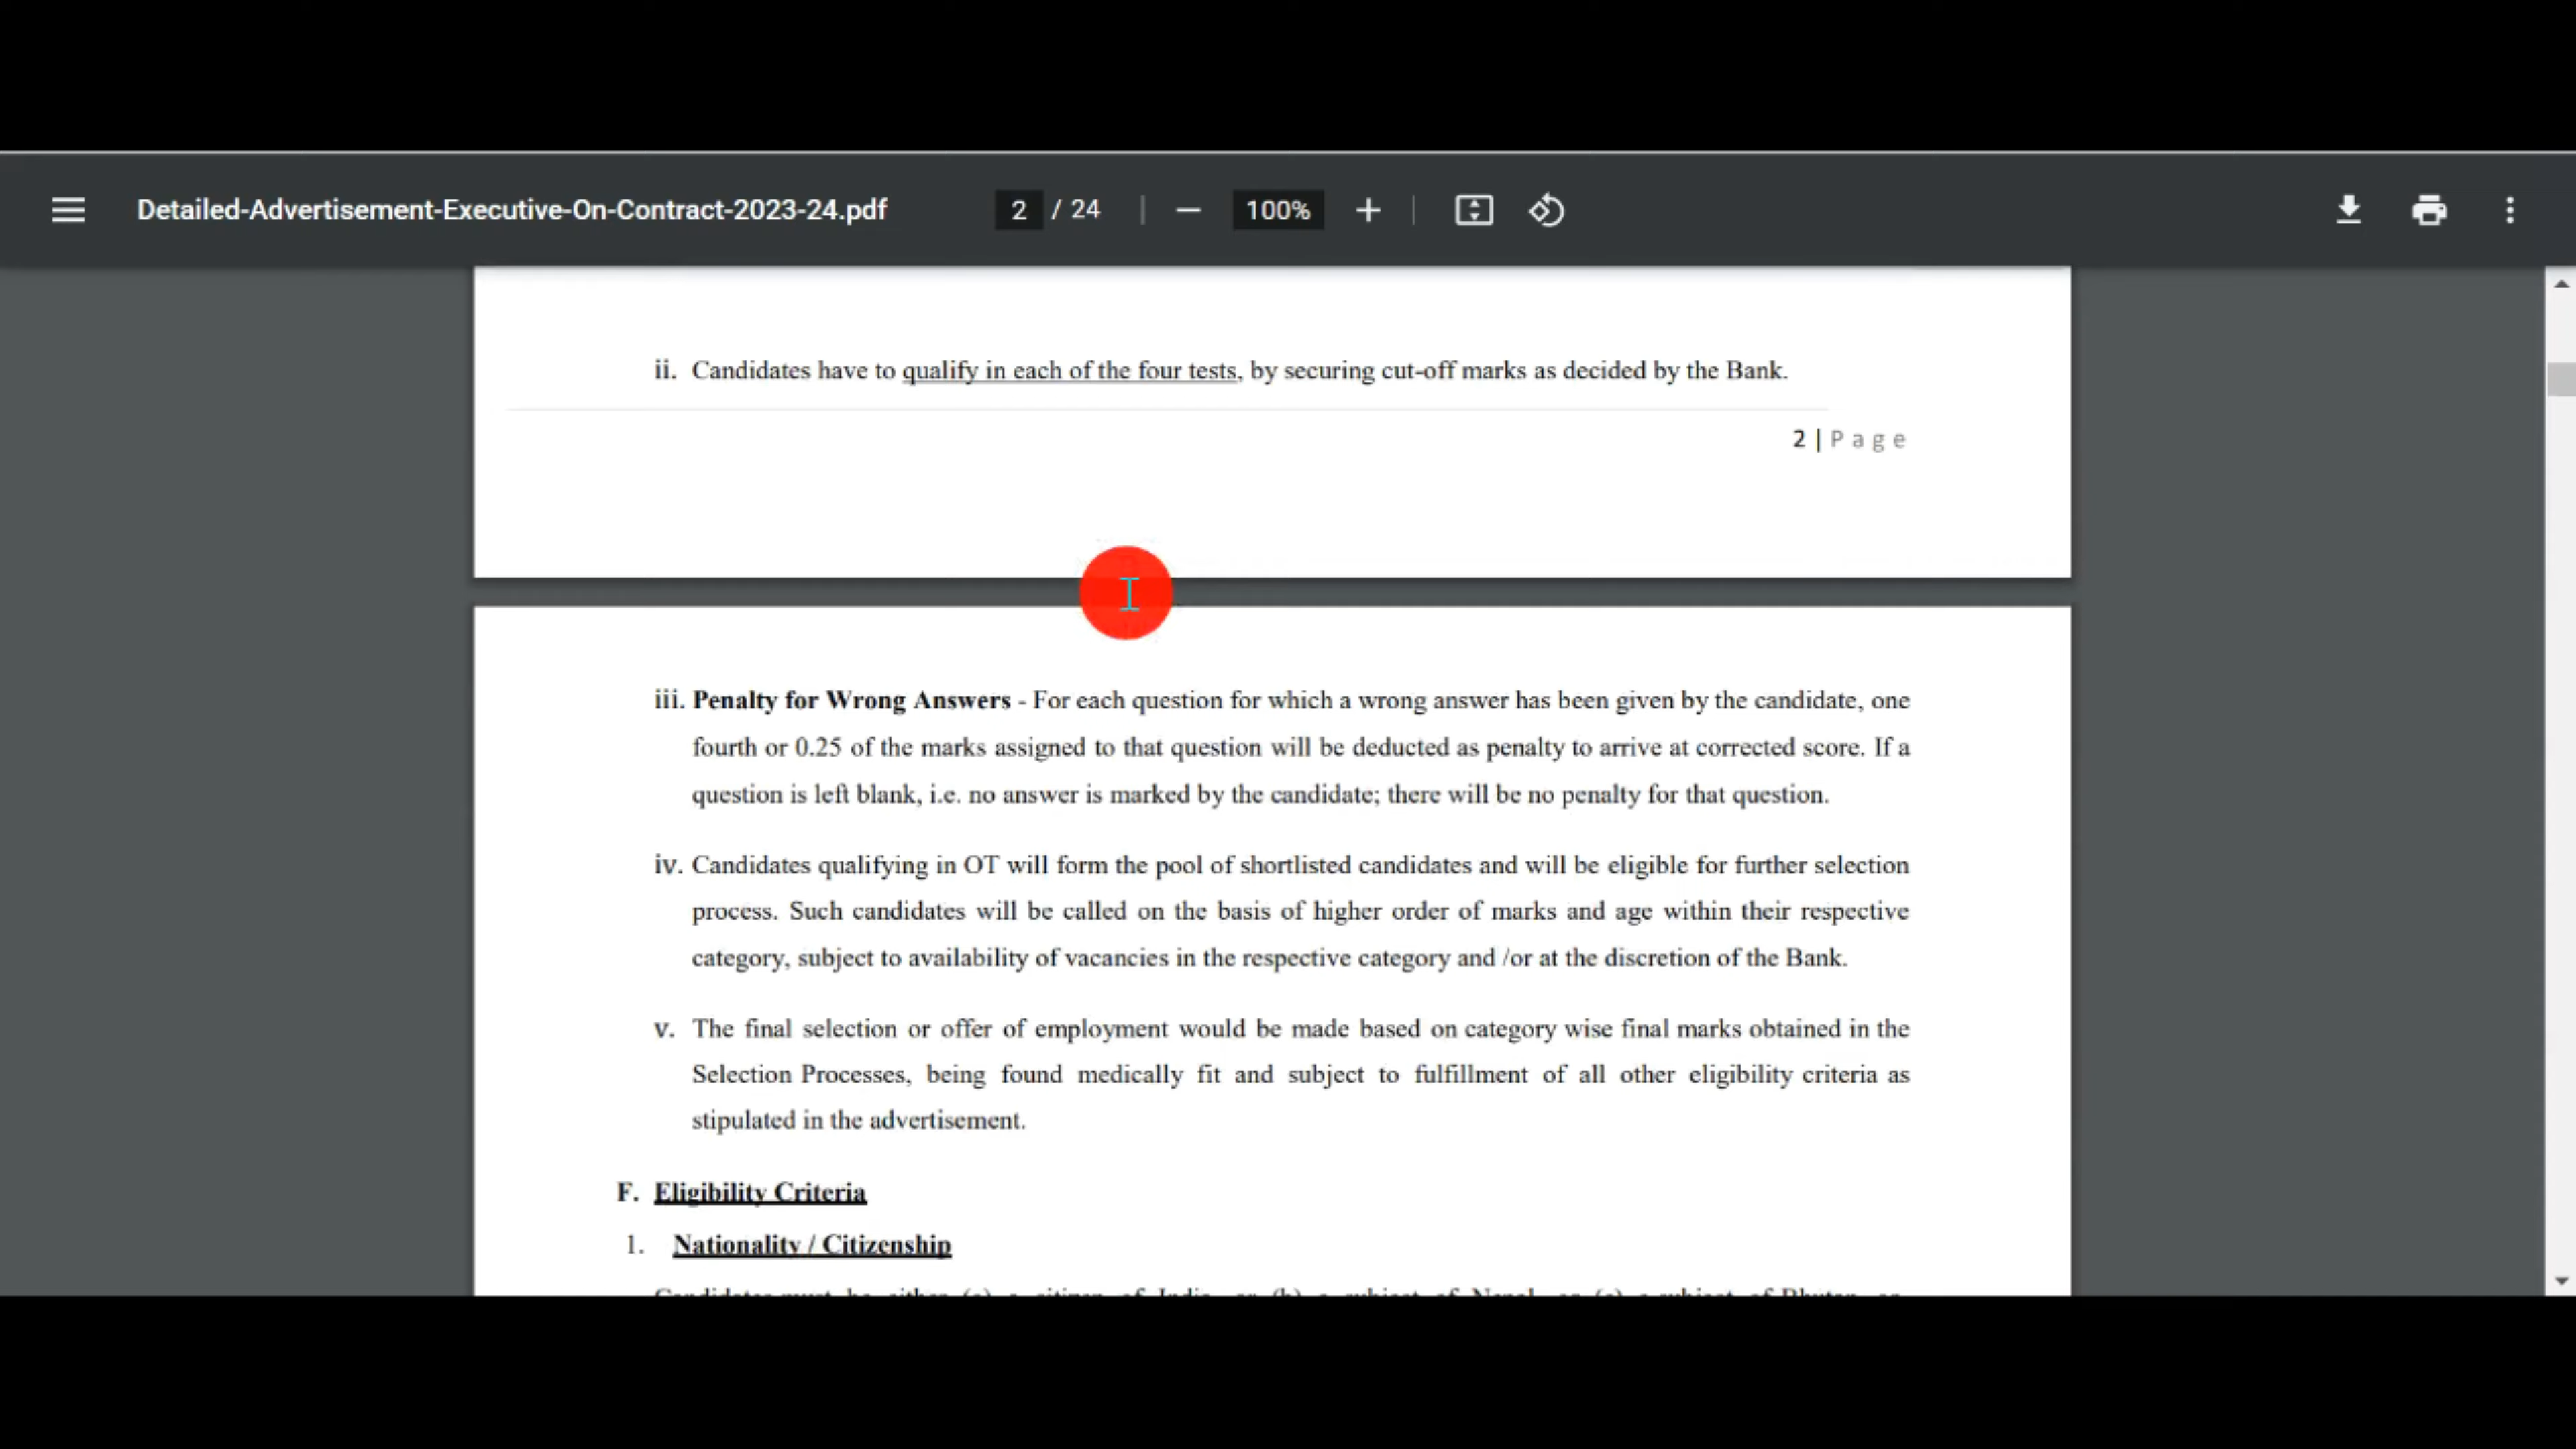 Detailed-Advertisement-Executive-On-Contract-2023-24.pdf 2 / 24 100%
ii. Candidates have to qualify in each of the four tests, by securing cut-off marks as decided by the Bank.
2 | P a g e
iii. Penalty for Wrong Answers - For each question for which a wrong answer has been given by the candidate, one
fourth or 0.25 of the marks assigned to that question will be deducted as penalty to arrive at corrected score. If a
question is left blank, i.e. no answer is marked by the candidate; there will be no penalty for that question.
iv. Candidates qualifying in OT will form the pool of shortlisted candidates and will be eligible for further selection
process. Such candidates will be called on the basis of higher order of marks and age within their respective
category, subject to availability of vacancies in the respective category and /or at the discretion of the Bank.
v. The final selection or offer of employment would be made based on category wise final marks obtained in the
Selection Processes, being found medically fit and subject to fulfillment of all other eligibility criteria as
stipulated in the advertisement.
F. Eligibility Criteria
1. Nationality / Citizenship